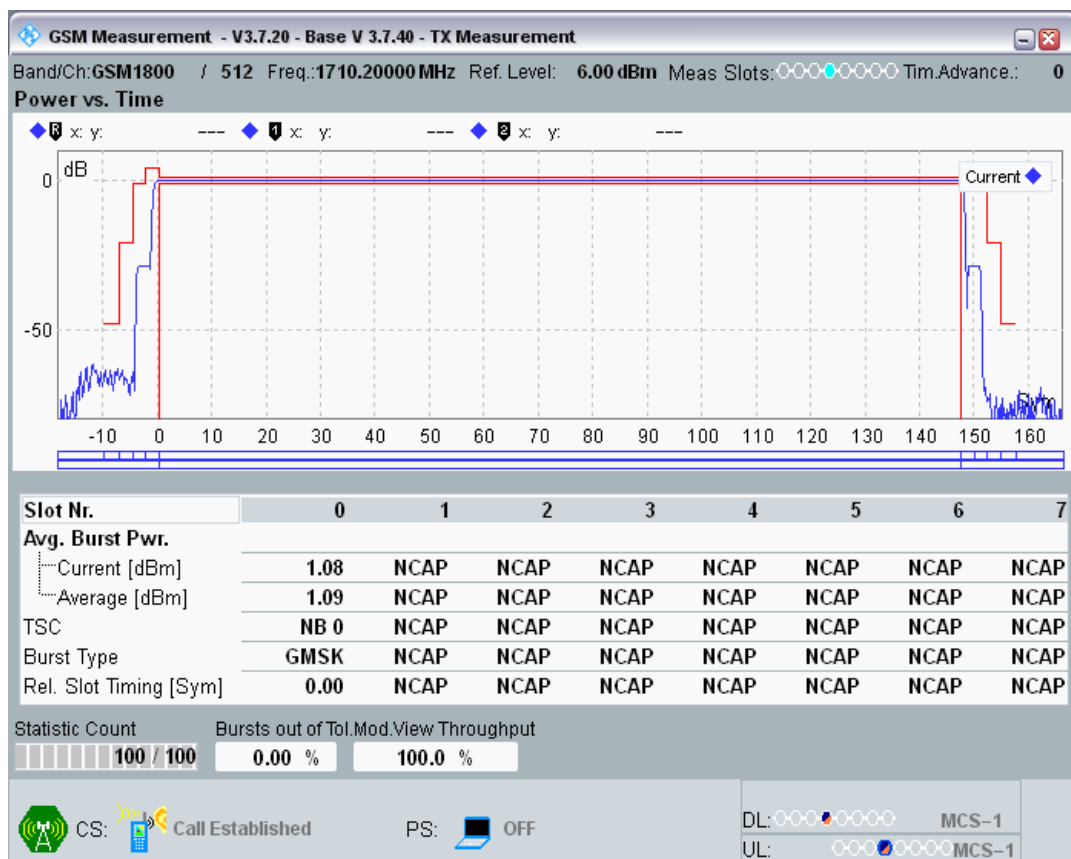 GSM Measurement - V3.7.20 - Base V 3.7.40 - TX Measurement
Band/Ch:GSM1800 / 512 Freq.:1710.20000 MHz Ref. Level: 6.00 dBm Meas Slots: Tim.Advance.: 0
Power vs. Time
R x: y: --- 1 x: y: --- 2 x: y: ---
dB
Current
0
-50
Sym
-10 0 10 20 30 40 50 60 70 80 90 100 110 120 130 140 150 160
Slot Nr. 0 1 2 3 4 5 6 7
Avg. Burst Pwr.
Current [dBm] 1.08 NCAP NCAP NCAP NCAP NCAP NCAP NCAP
Average [dBm] 1.09 NCAP NCAP NCAP NCAP NCAP NCAP NCAP
TSC NB 0 NCAP NCAP NCAP NCAP NCAP NCAP NCAP
Burst Type GMSK NCAP NCAP NCAP NCAP NCAP NCAP NCAP
Rel. Slot Timing [Sym] 0.00 NCAP NCAP NCAP NCAP NCAP NCAP NCAP
Statistic Count Bursts out of Tol. Mod.View Throughput
100 / 100 0.00 % 100.0 %
CS: Call Established PS: OFF DL: MCS-1
UL: MCS-1